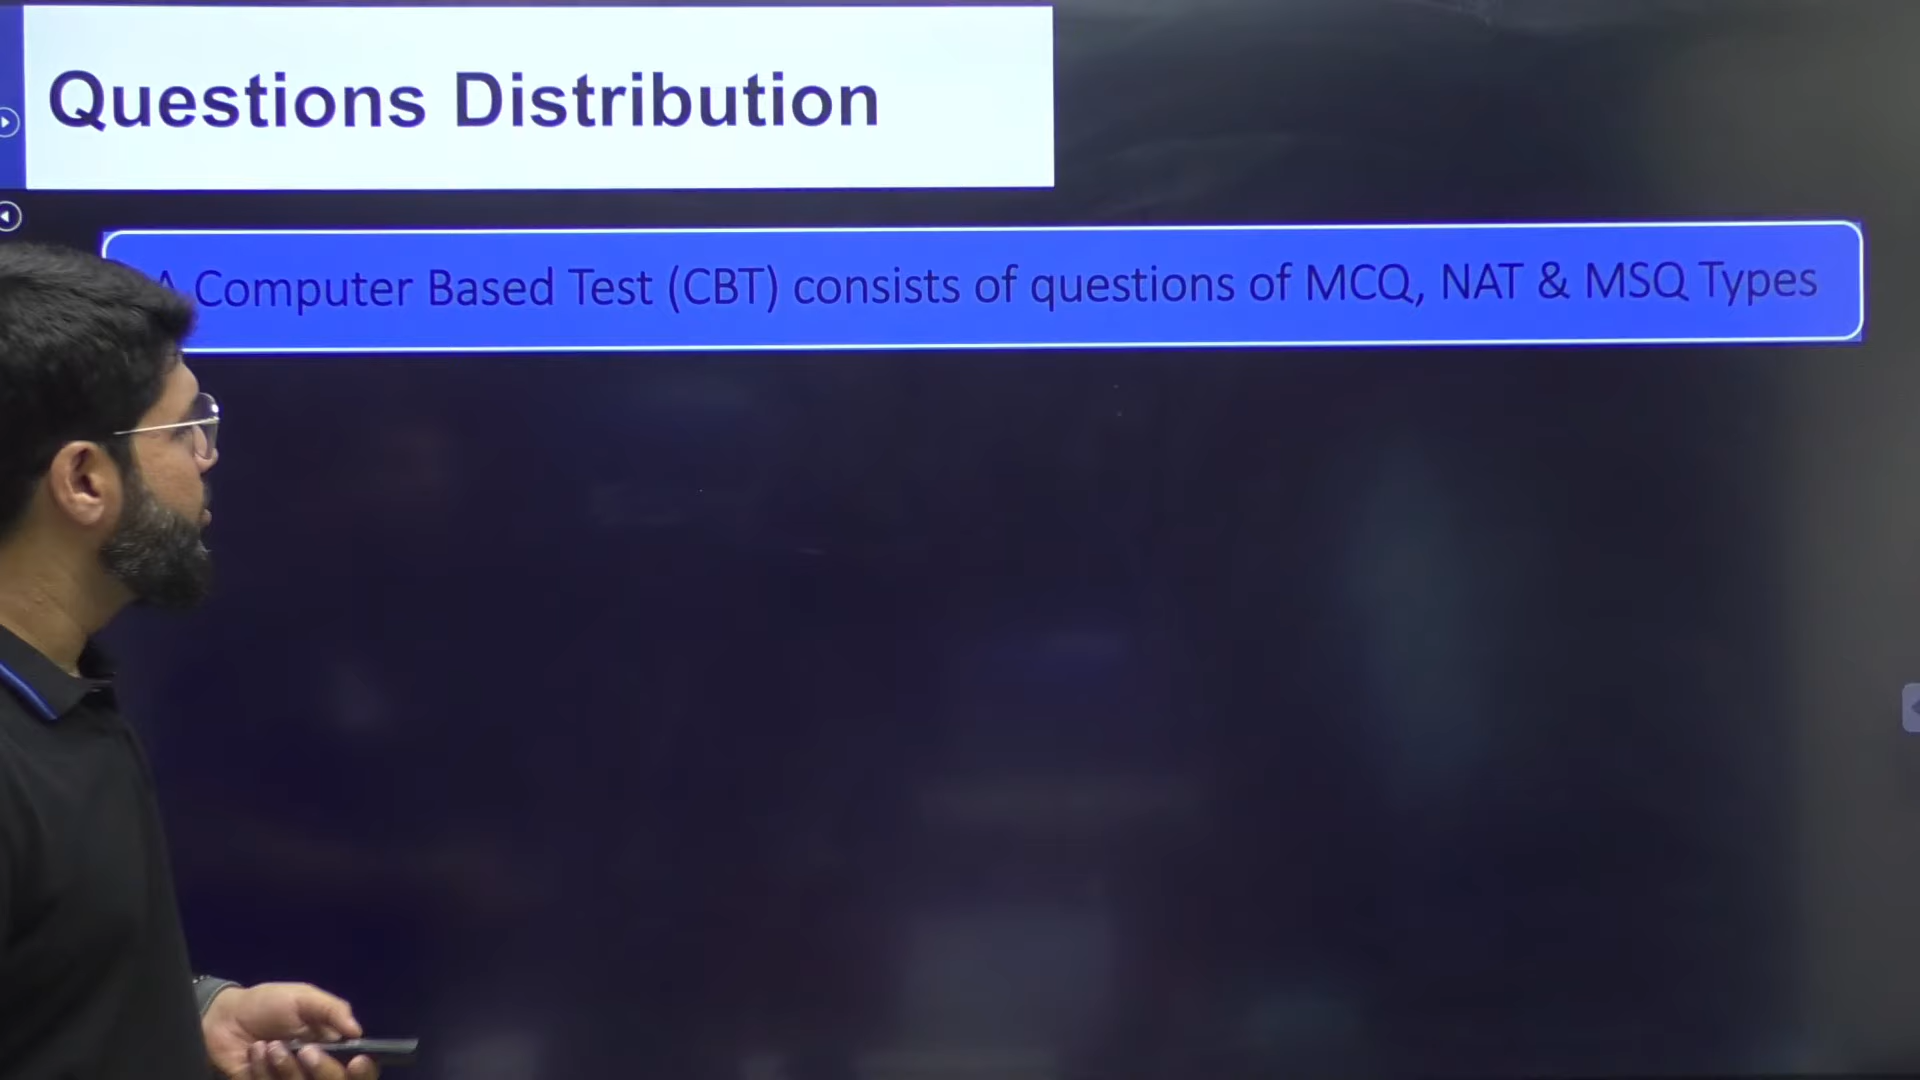 Questions Distribution
A Computer Based Test (CBT) consists of questions of MCQ, NAT & MSQ Types